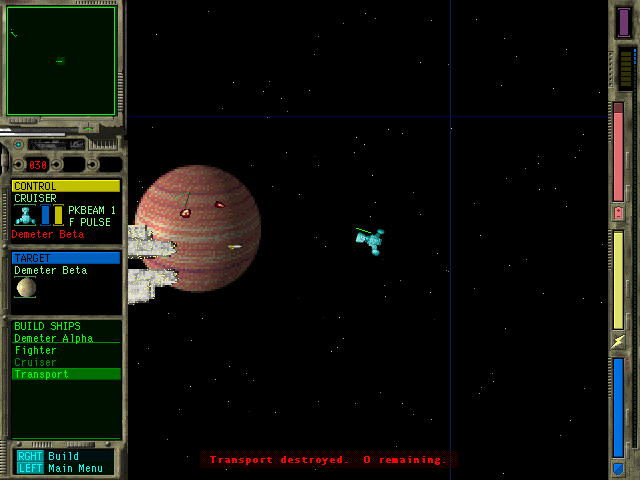 030
CONTROL
CRUISER
PKBEAM 1
F PULSE
Demeter Beta
TARGET
Demeter Beta
BUILD SHIPS
Demeter Alpha
Fighter
Cruiser
Transport
RGHT Build
LEFT Main Menu
Transport destroyed. 0 remaining.